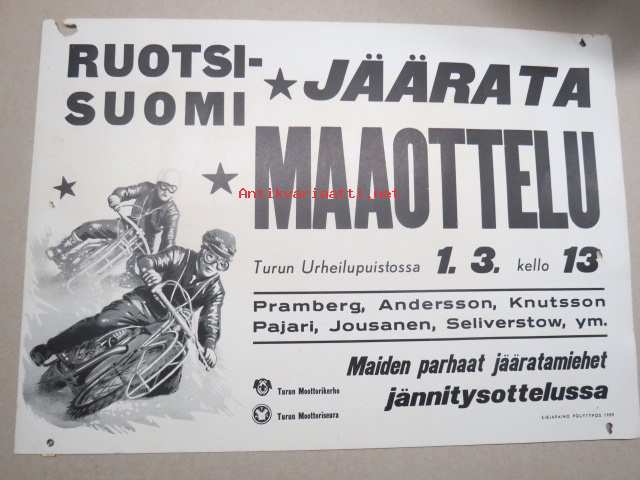 RUOTSI-
SUOMI
JÄÄRATA
MAAOTTELU
Antikvariaatti.net
Turun Urheilupuistossa 1. 3. kello 13
Pramberg, Andersson, Knutsson
Pajari, Jousanen, Seliverstow, ym.
Maiden parhaat jääratamiehet
jännitysottelussa
Turun Moottorikerho
Turun Moottoriseura